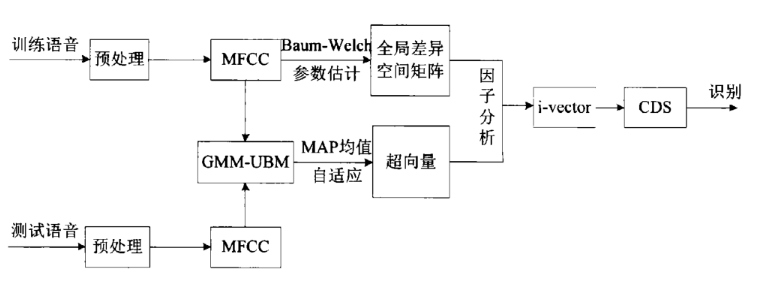 训练语音
预处理
MFCC
Baum-Welch
参数估计
全局差异
空间矩阵
因子分析
i-vector
CDS
识别
GMM-UBM
MAP均值
自适应
超向量
测试语音
预处理
MFCC